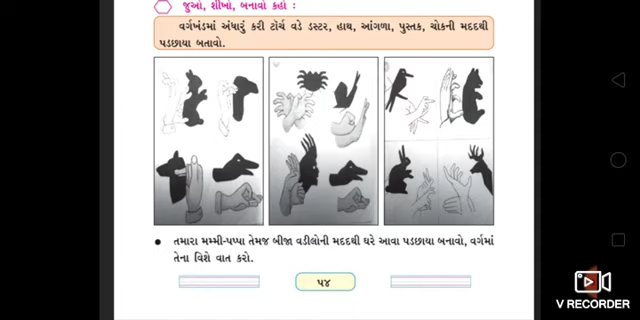 જુઓ, શીખો, બનાવો કહો :
વર્ગખંડમાં અંધારું કરી ટૉર્ચ વડે ડસ્ટર, હાથ, આંગળા, પુસ્તક, ચોકની મદદથી
પડછાયા બતાવો.
● તમારા મમ્મી-પપ્પા તેમજ બીજા વડીલોની મદદથી ઘરે આવા પડછાયા બનાવો, વર્ગમાં
તેના વિશે વાત કરો.
૫૪
V RECORDER